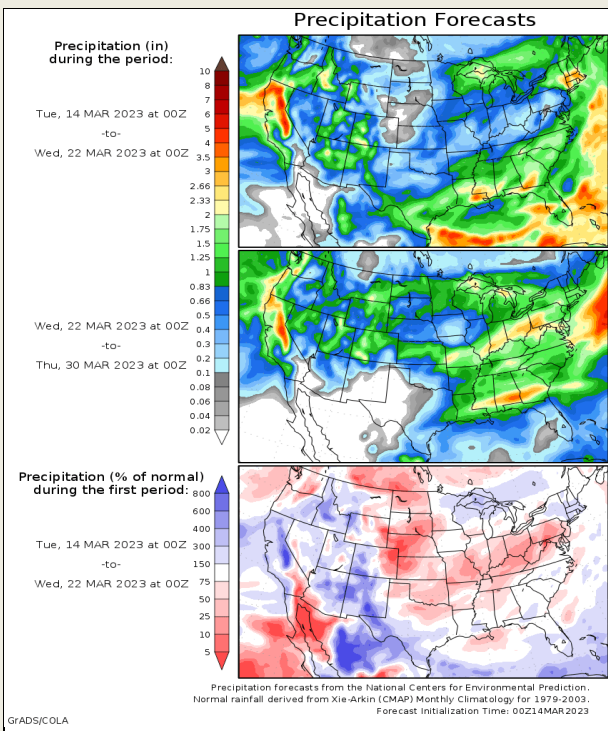 Precipitation Forecasts
Precipitation (in)
during the period:
Tue, 14 MAR 2023 at 00Z
-to-
Wed, 22 MAR 2023 at 00Z
10
8
7
6
5
4
3.5
3
2.66
2.33
2
1.75
1.5
1.25
1
0.83
0.66
0.5
0.4
0.3
0.2
0.1
0.08
0.06
0.04
0.02
Wed, 22 MAR 2023 at 00Z
-to-
Thu, 30 MAR 2023 at 00Z
Precipitation (% of normal)
during the first period:
Tue, 14 MAR 2023 at 00Z
-to-
Wed, 22 MAR 2023 at 00Z
800
600
400
300
150
75
50
25
10
5
Precipitation forecasts from the National Centers for Environmental Prediction.
Normal rainfall derived from Xie-Arkin (CMAP) Monthly Climatology for 1979-2003.
Forecast Initialization Time: 00Z14MAR2023
GrADS/COLA